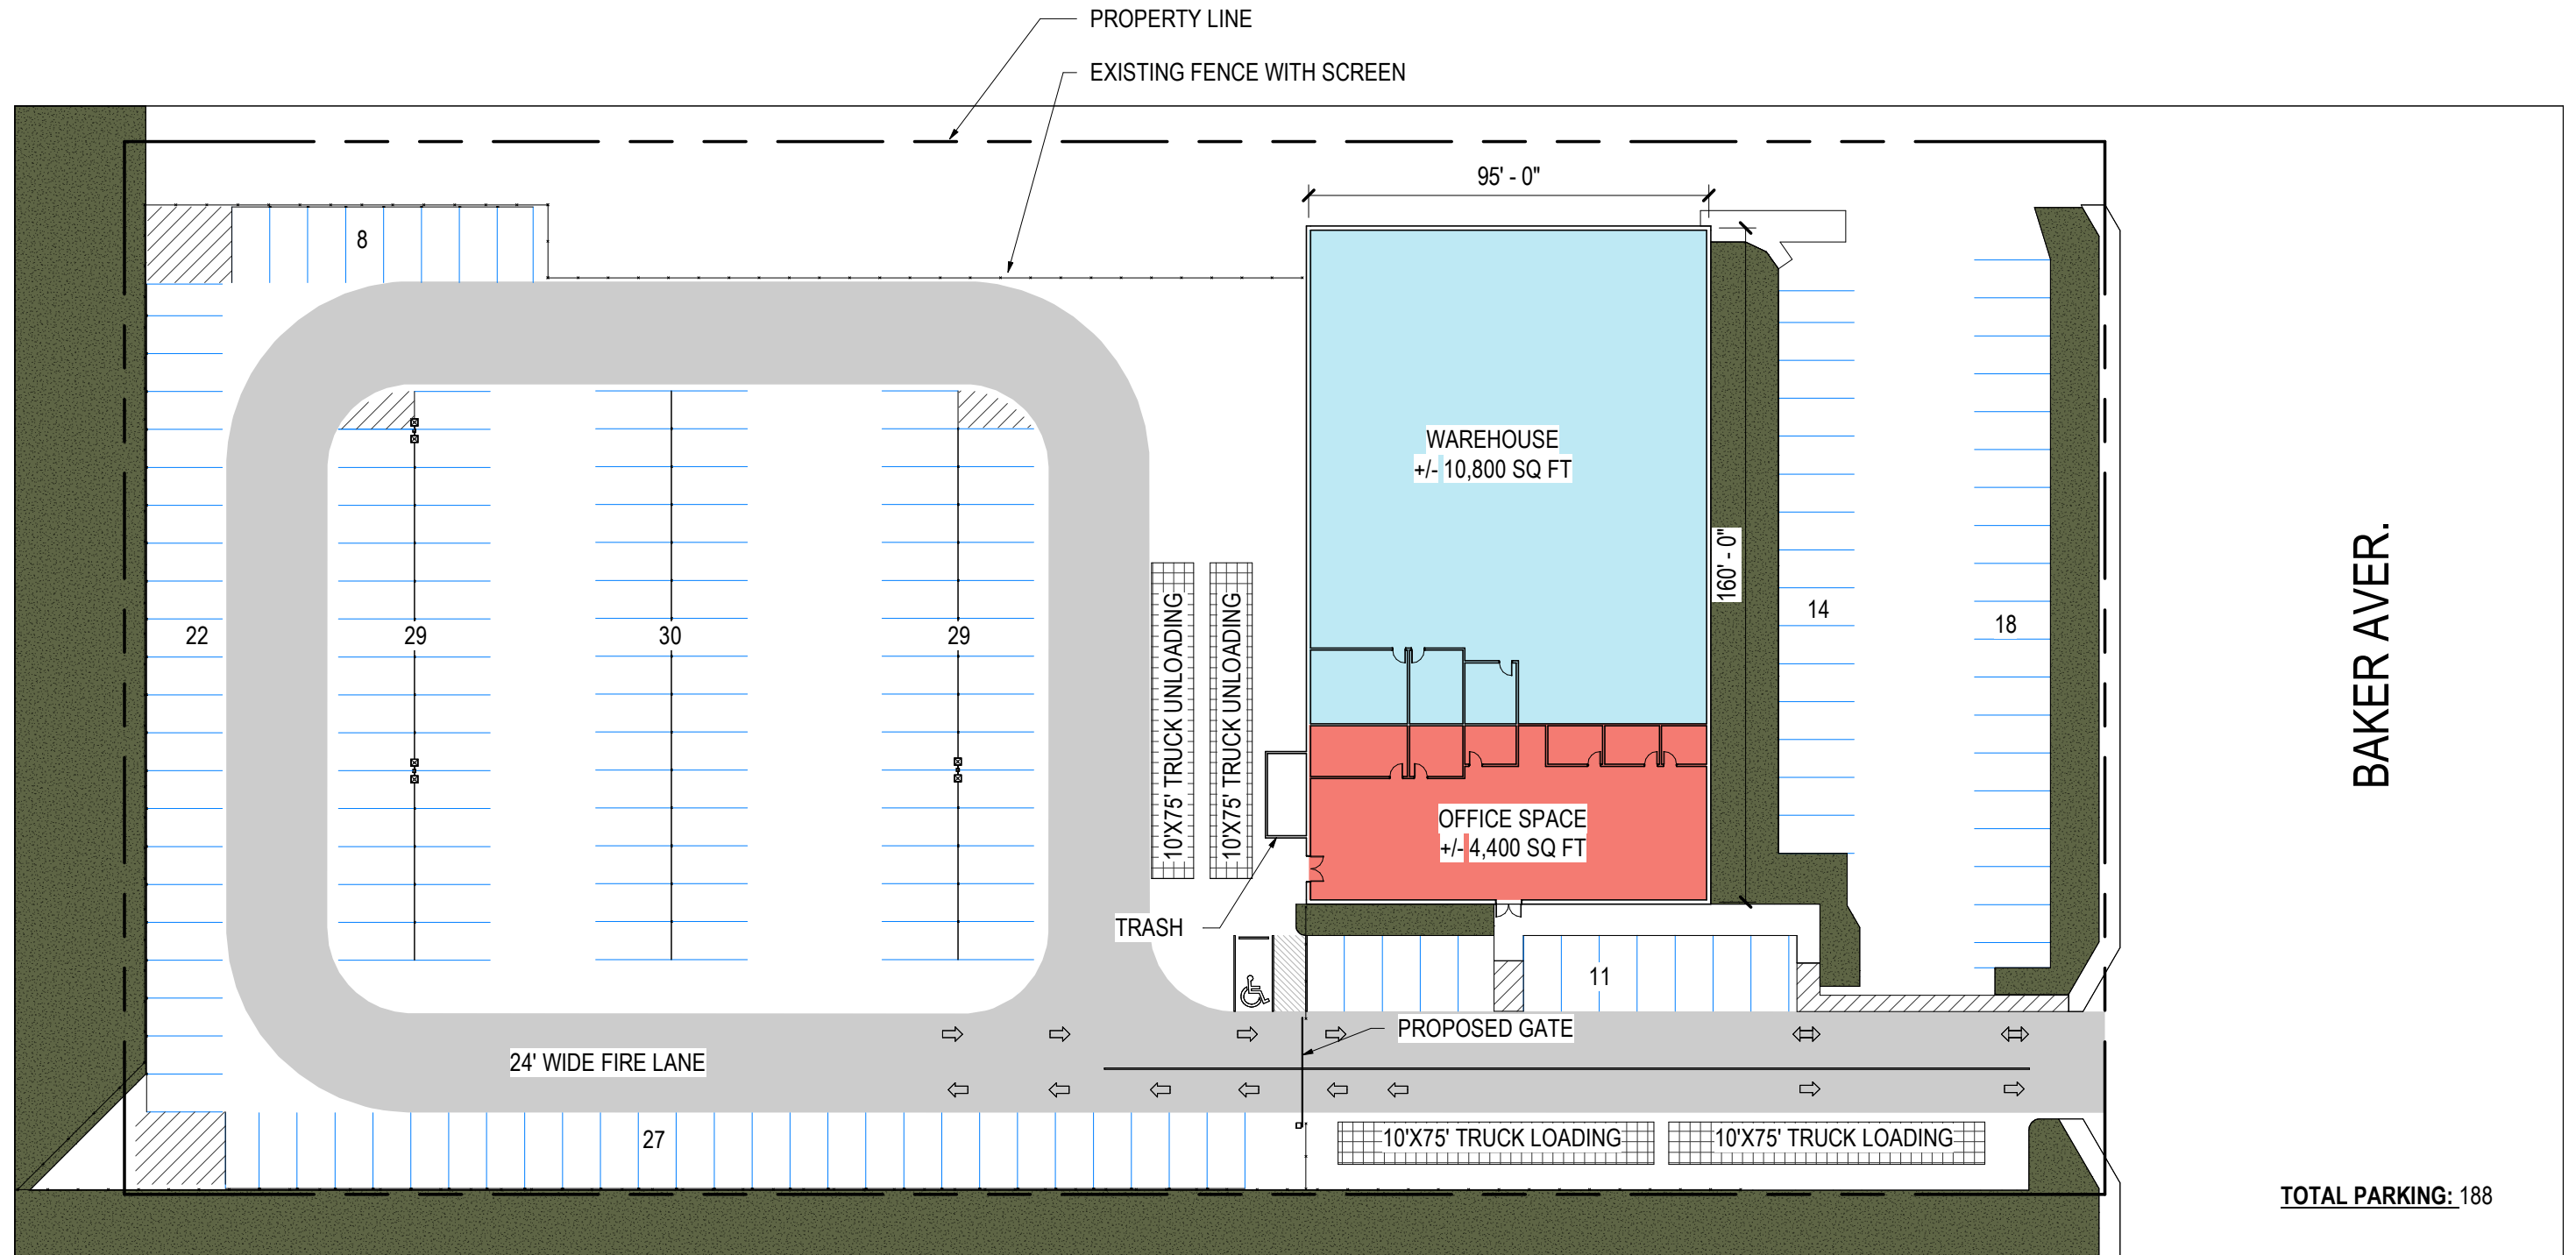 PROPERTY LINE
EXISTING FENCE WITH SCREEN
95' - 0"
8
WAREHOUSE
+/- 10,800 SQ FT
160' - 0"
22
29
30
29
10'X75' TRUCK UNLOADING
10'X75' TRUCK UNLOADING
14
18
BAKER AVER.
OFFICE SPACE
+/- 4,400 SQ FT
TRASH
11
PROPOSED GATE
24' WIDE FIRE LANE
27
10'X75' TRUCK LOADING
10'X75' TRUCK LOADING
TOTAL PARKING: 188